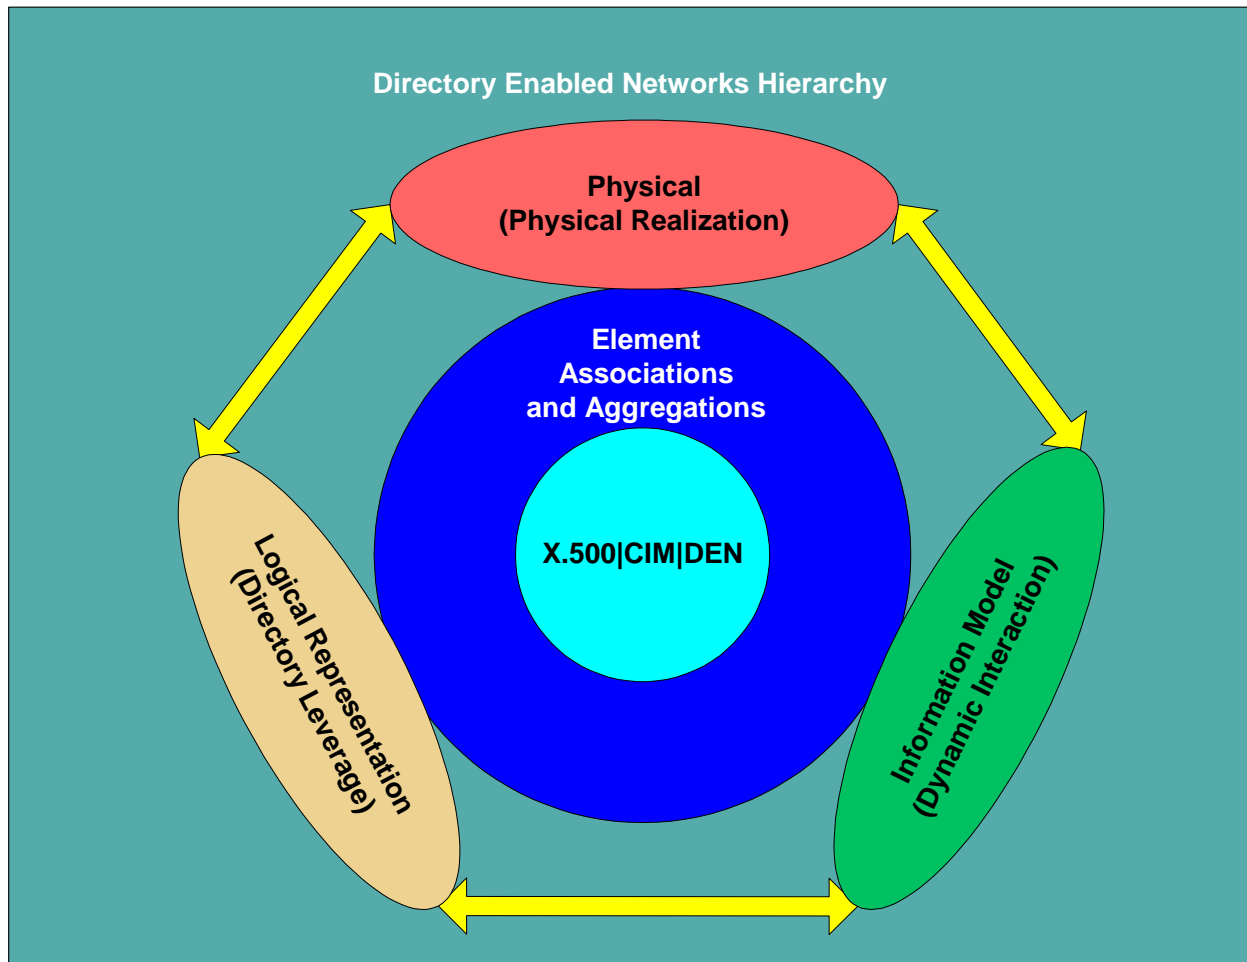 Directory Enabled Networks Hierarchy
Physical
(Physical Realization)
Element
Associations
and Aggregations
X.500|CIM|DEN
Logical Representation
(Directory Leverage)
Information Model
(Dynamic Interaction)